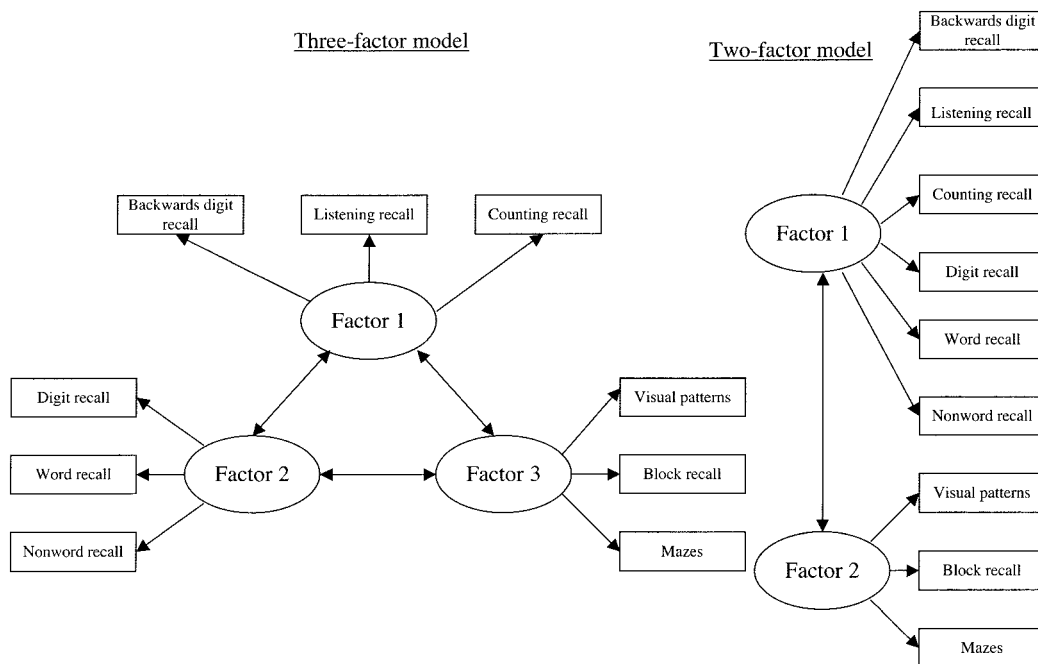 Three-factor model
Backwards digit
recall
Listening recall
Counting recall
Factor 1
Digit recall
Word recall
Nonword recall
Factor 2
Factor 3
Visual patterns
Block recall
Mazes
Two-factor model
Backwards digit
recall
Listening recall
Counting recall
Factor 1
Digit recall
Word recall
Nonword recall
Visual patterns
Factor 2
Block recall
Mazes